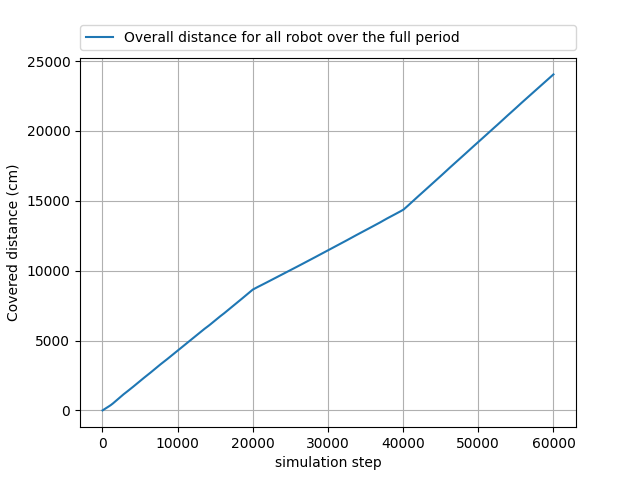 Overall distance for all robot over the full period
25000
20000
15000
10000
5000
0
Covered distance (cm)
0 10000 20000 30000 40000 50000 60000
simulation step